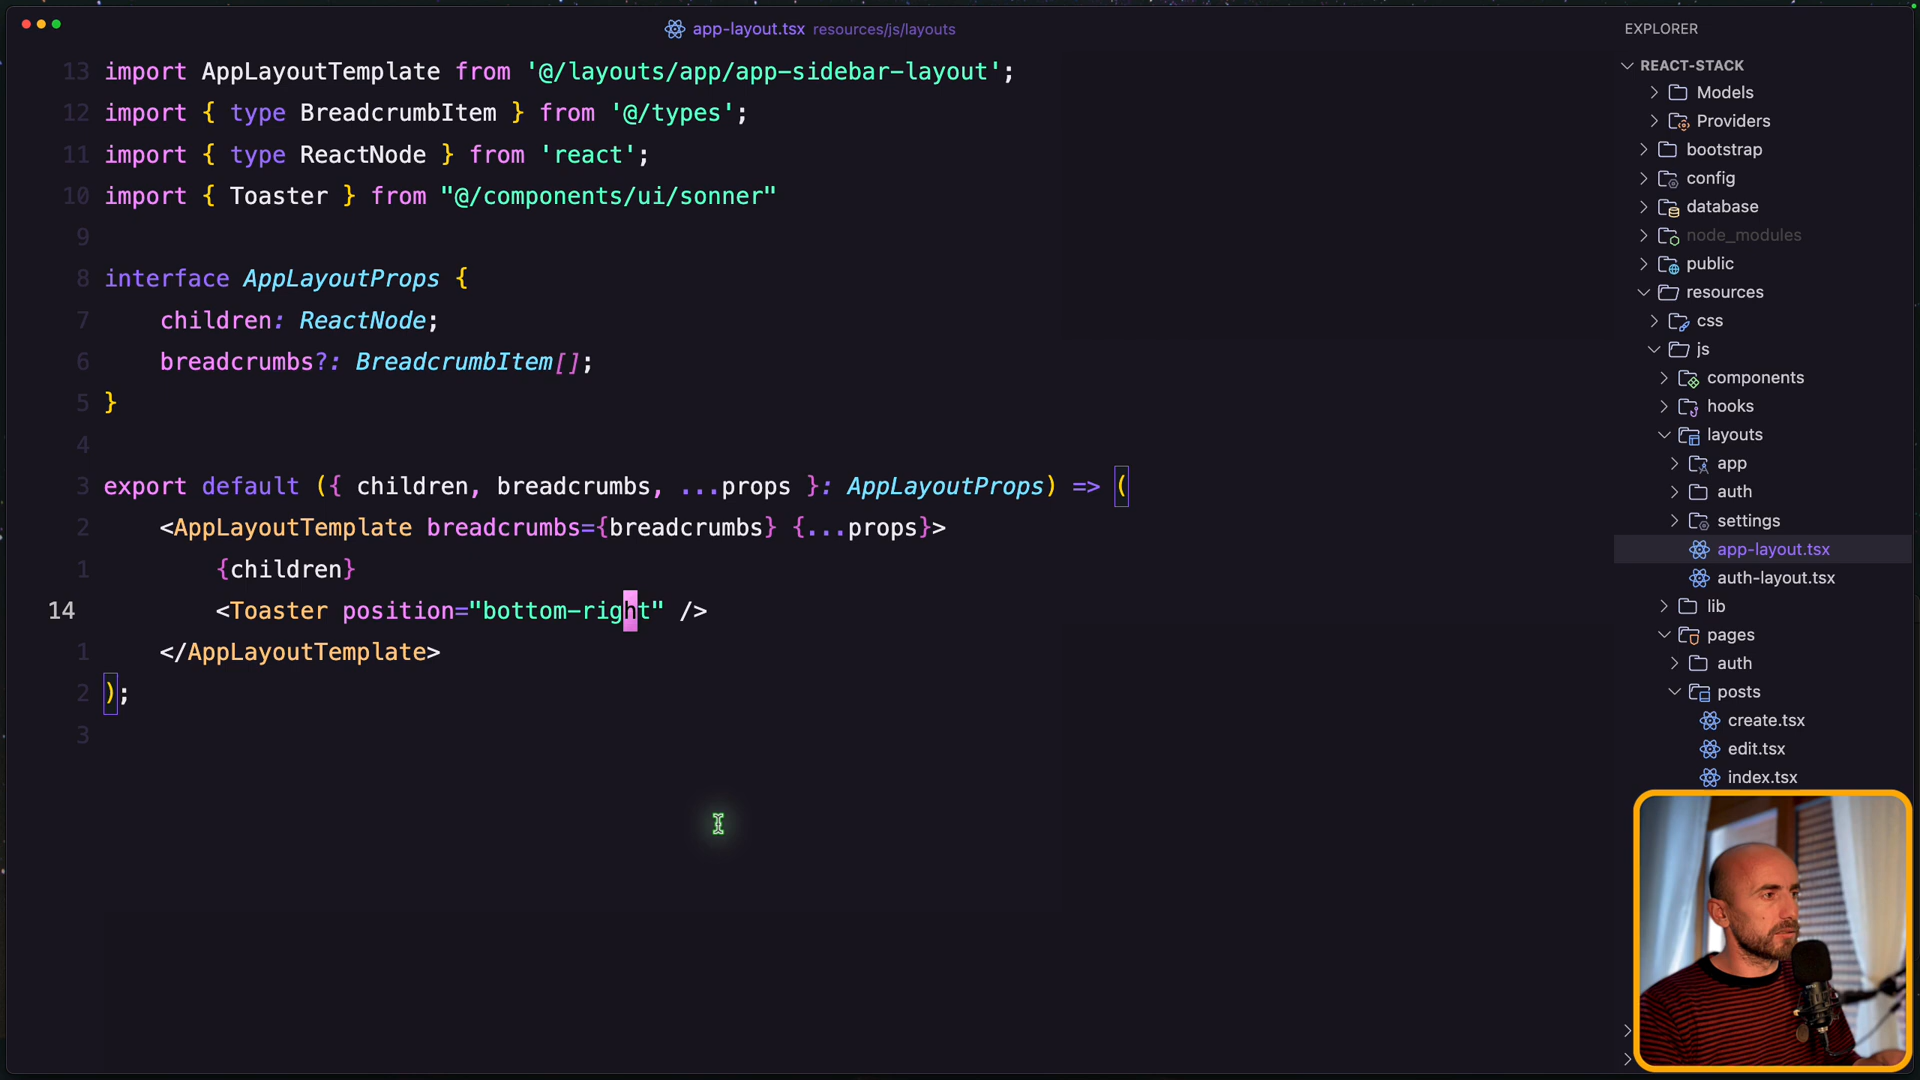 app-layout.tsx resources/js/layouts
13 import AppLayoutTemplate from '@/layouts/app/app-sidebar-layout';
12 import { type BreadcrumbItem } from '@/types';
11 import { type ReactNode } from 'react';
10 import { Toaster } from "@/components/ui/sonner"
9
8 interface AppLayoutProps {
7 children: ReactNode;
6 breadcrumbs?: BreadcrumbItem[];
5 }
4
3 export default ({ children, breadcrumbs, ...props }: AppLayoutProps) => (
2 <AppLayoutTemplate breadcrumbs={breadcrumbs} {...props}>
1 {children}
14 <Toaster position="bottom-right" />
1 </AppLayoutTemplate>
2 );
3
EXPLORER
REACT-STACK
Models
Providers
bootstrap
config
database
node_modules
public
resources
css
js
components
hooks
layouts
app
auth
settings
app-layout.tsx
auth-layout.tsx
lib
pages
auth
posts
create.tsx
edit.tsx
index.tsx